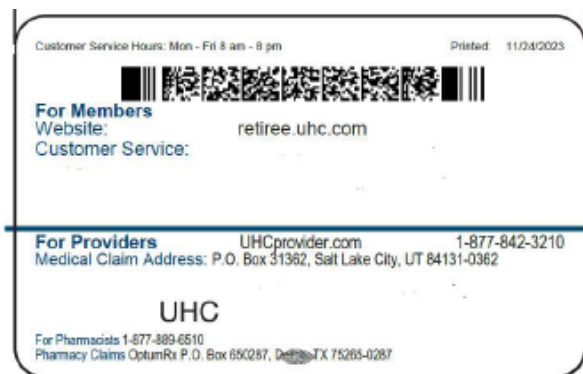 Customer Service Hours: Mon - Fri 8 am - 8 pm Printed: 11/24/2023
For Members
Website: retiree.uhc.com
Customer Service:
For Providers UHCprovider.com 1-877-842-3210
Medical Claim Address: P.O. Box 31362, Salt Lake City, UT 84131-0362
UHC
For Pharmacists 1-877-889-6510
Pharmacy Claims OptumRx P.O. Box 650287, TX 75265-0287